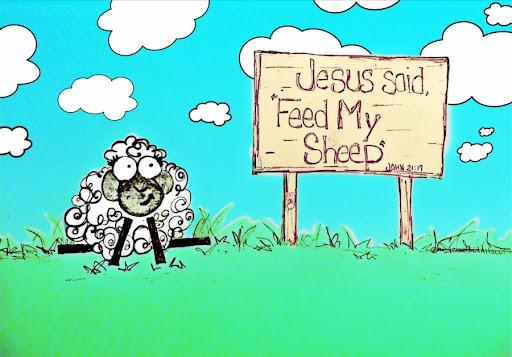 Jesus said,
"Feed My
Sheep"
JOHN 21:17